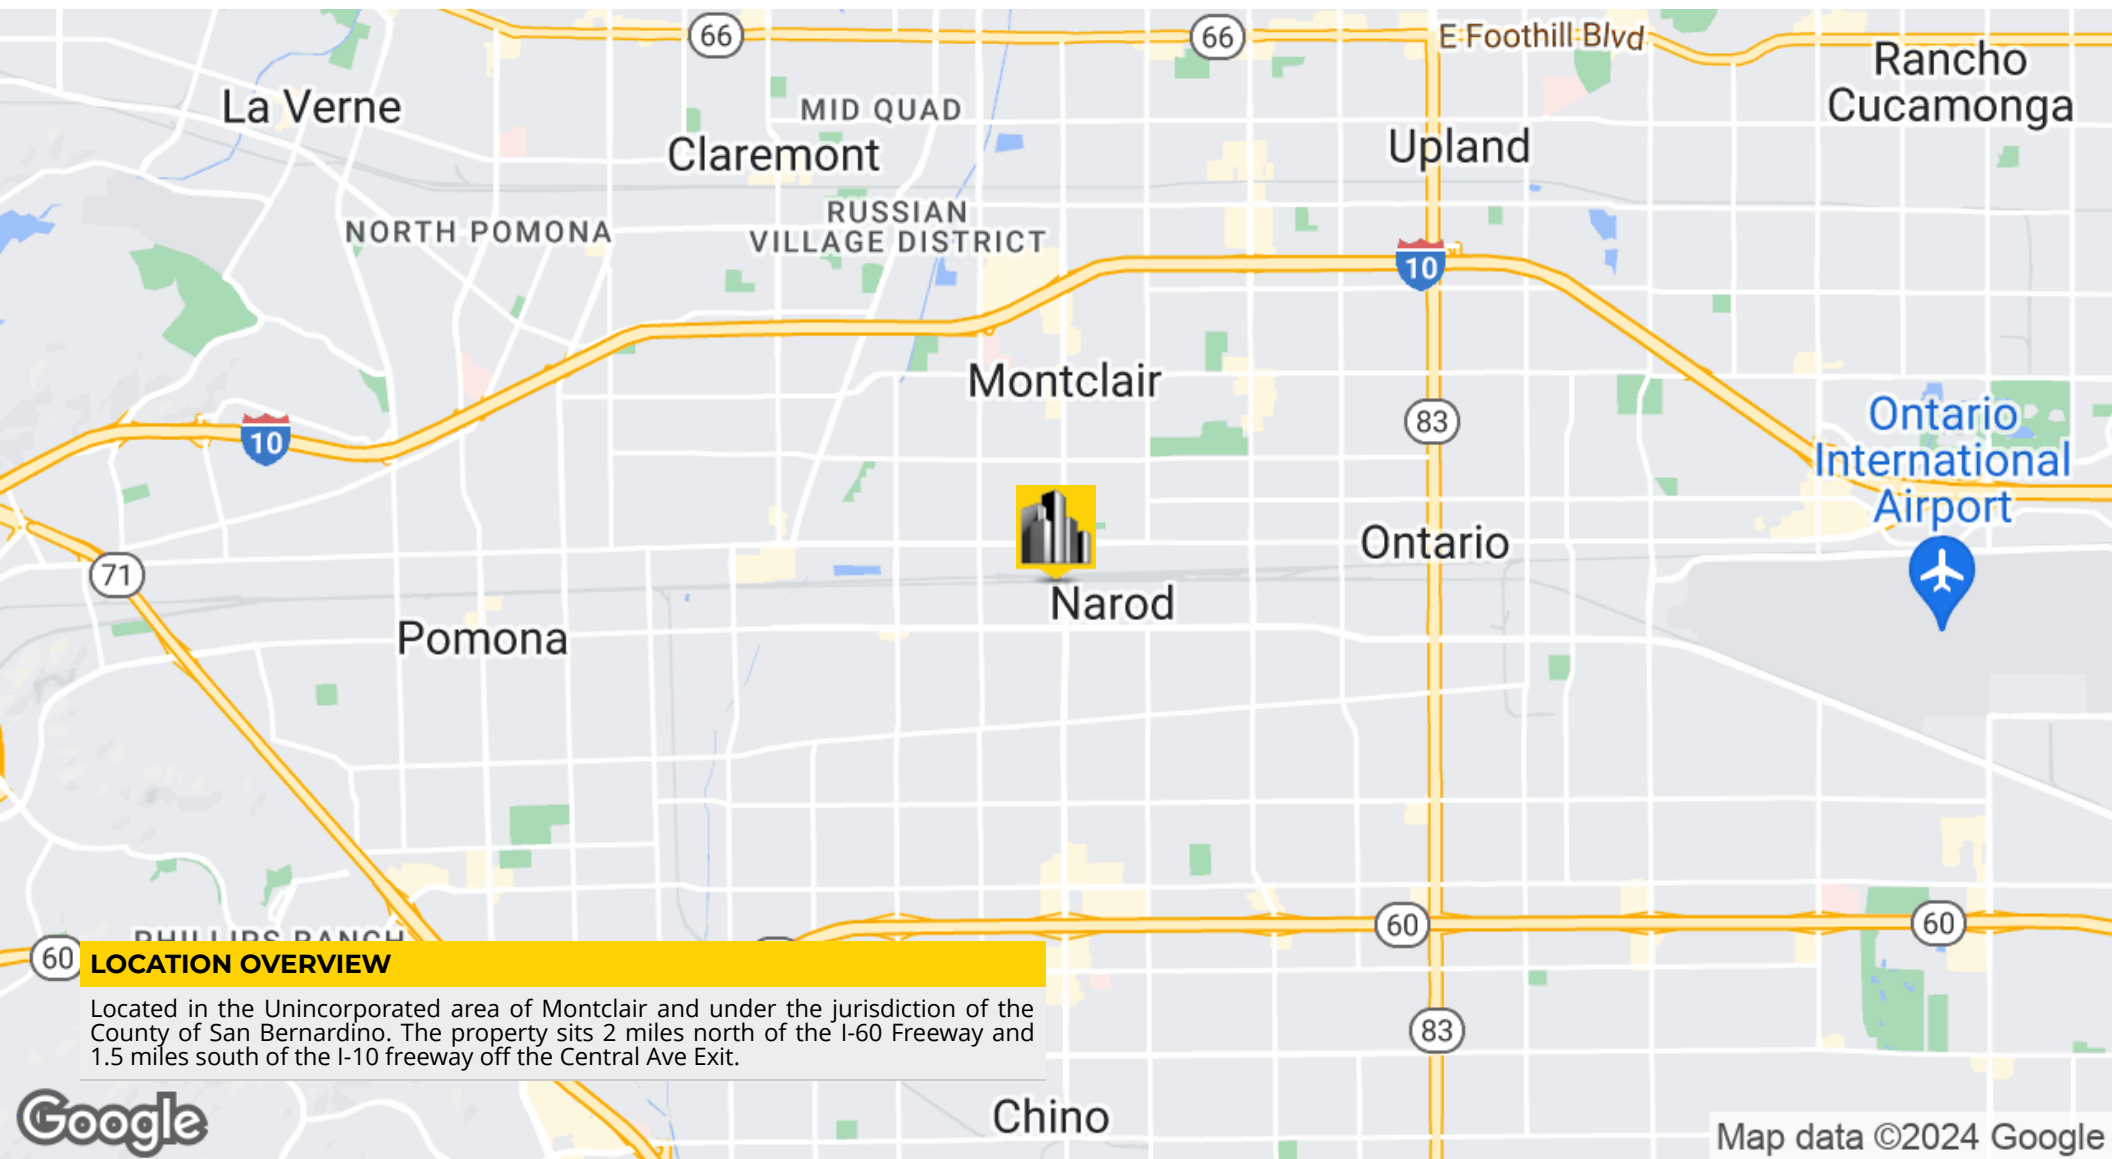 66
66
E Foothill Blvd
Rancho
Cucamonga
La Verne
MID QUAD
Claremont
Upland
RUSSIAN
VILLAGE DISTRICT
NORTH POMONA
10
Montclair
83
Ontario
International
Airport
10
Ontario
71
Narod
Pomona
60
60
PHILLIPS RANCH
60
LOCATION OVERVIEW
Located in the Unincorporated area of Montclair and under the jurisdiction of the
County of San Bernardino. The property sits 2 miles north of the I-60 Freeway and
1.5 miles south of the I-10 freeway off the Central Ave Exit.
83
Chino
Google
Map data ©2024 Google